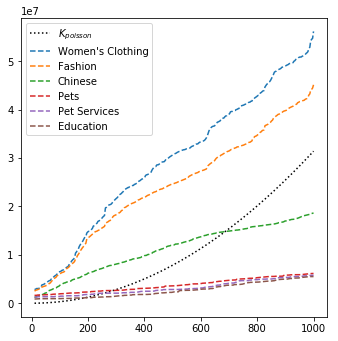 1e7
K_poisson
Women's Clothing
Fashion
Chinese
Pets
Pet Services
Education
5
4
3
2
1
0
0 200 400 600 800 1000